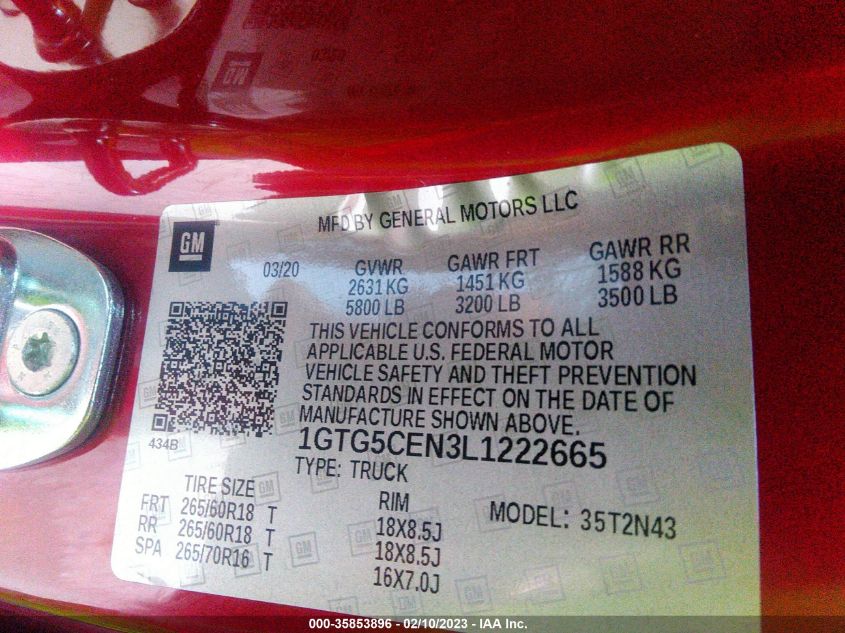 MFD BY GENERAL MOTORS LLC
GM
03/20 GVWR GAWR FRT GAWR RR
2631 KG 1451 KG 1588 KG
5800 LB 3200 LB 3500 LB
THIS VEHICLE CONFORMS TO ALL
APPLICABLE U.S. FEDERAL MOTOR
VEHICLE SAFETY AND THEFT PREVENTION
STANDARDS IN EFFECT ON THE DATE OF
MANUFACTURE SHOWN ABOVE.
434B
1GTG5CEN3L1222665
TYPE: TRUCK
TIRE SIZE RIM MODEL: 35T2N43
FRT 265/60R18 T 18X8.5J
RR 265/60R18 T 18X8.5J
SPA 265/70R16 T 16X7.0J
000-35853896 - 02/10/2023 - IAA Inc.